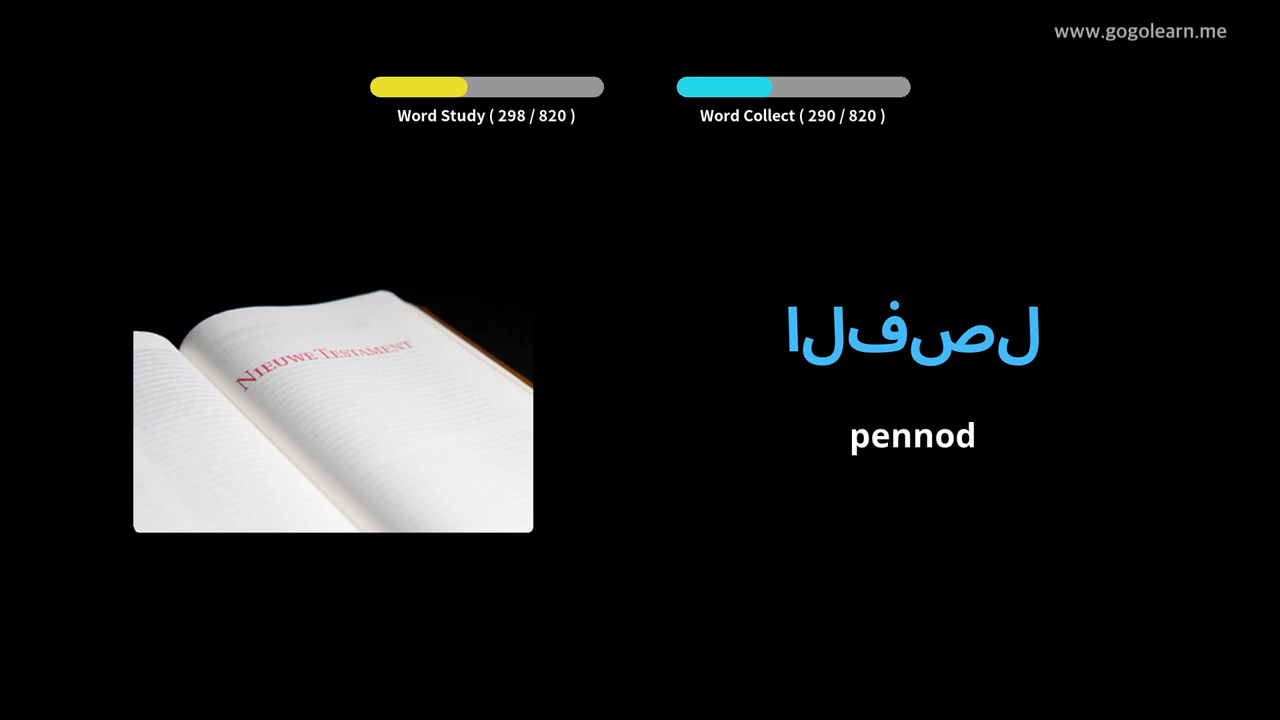 www.gogolearn.me
Word Study ( 298 / 820 )
Word Collect ( 290 / 820 )
NIEUWE TESTAMENT
الفصل
pennod